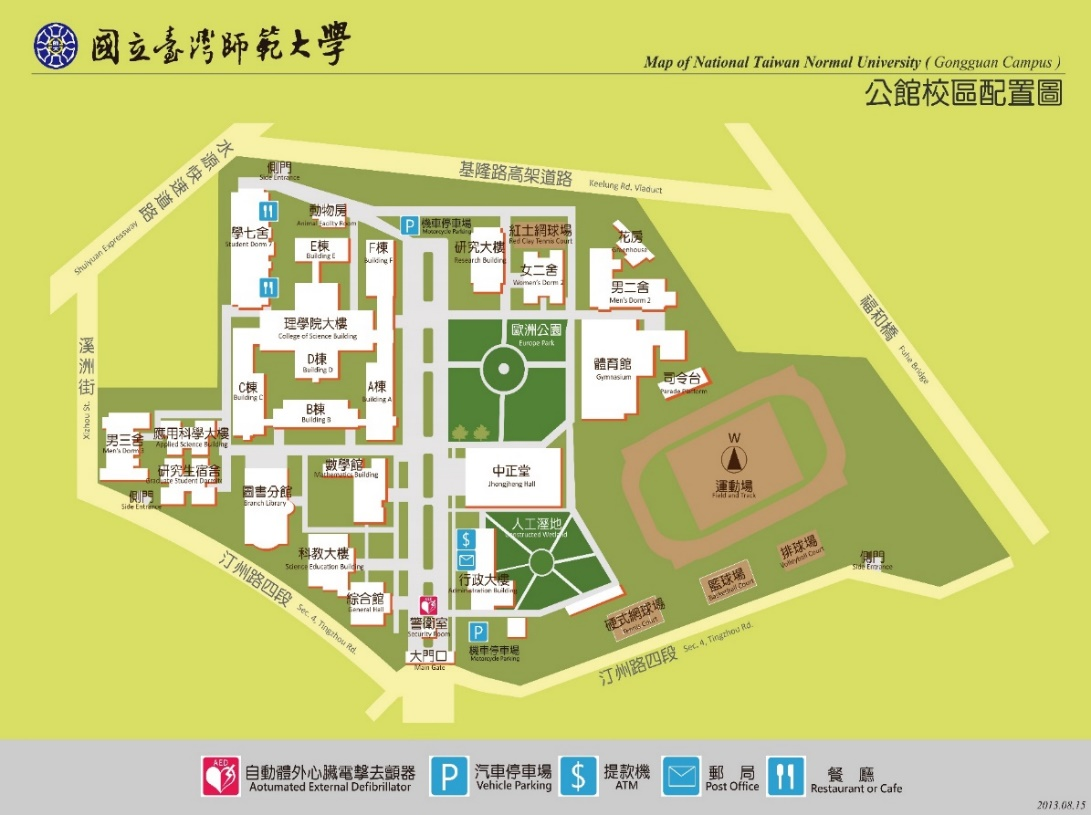 國立臺灣師範大學
Map of National Taiwan Normal University ( Gongguan Campus )
公館校區配置圖
水源快速道路
Shuiyuan Expressway
側門
Side Entrance
基隆路高架道路
Keelung Rd. Viaduct
學七舍
Student Dorm 7
動物房
Animal Facility Room
E棟
Building E
F棟
Building F
P
機車停車場
Motorcycle Parking
研究大樓
Research Building
紅土網球場
Red Clay Tennis Court
女二舍
Women's Dorm 2
花房
Greenhouse
男二舍
Men's Dorm 2
福和橋
Fuhe Bridge
理學院大樓
College of Science Building
歐洲公園
Europe Park
體育館
Gymnasium
司令台
Parade Platform
溪洲街
Xizhou St.
D棟
Building D
C棟
Building C
A棟
Building A
B棟
Building B
男三舍
Men's Dorm 3
應用科學大樓
Applied Science Building
研究生宿舍
Graduate Student Dormitory
側門
Side Entrance
圖書分館
Branch Library
數學館
Mathematics Building
中正堂
Jhongjheng Hall
W
運動場
Field and Track
人工溼地
Constructed Wetland
$
科教大樓
Science Education Building
行政大樓
Administration Building
排球場
Volleyball Court
側門
Side Entrance
籃球場
Basketball Court
汀州路四段
Sec. 4, Tingzhou Rd.
綜合館
General Hall
硬式網球場
Tennis Court
警衛室
Security Room
P
機車停車場
Motorcycle Parking
大門口
Main Gate
汀州路四段 Sec. 4, Tingzhou Rd.
AED
自動體外心臟電擊去顫器
Aotumated External Defibrillator
P
汽車停車場
Vehicle Parking
$
提款機
ATM
郵局
Post Office
餐廳
Restaurant or Cafe
2013.08.15